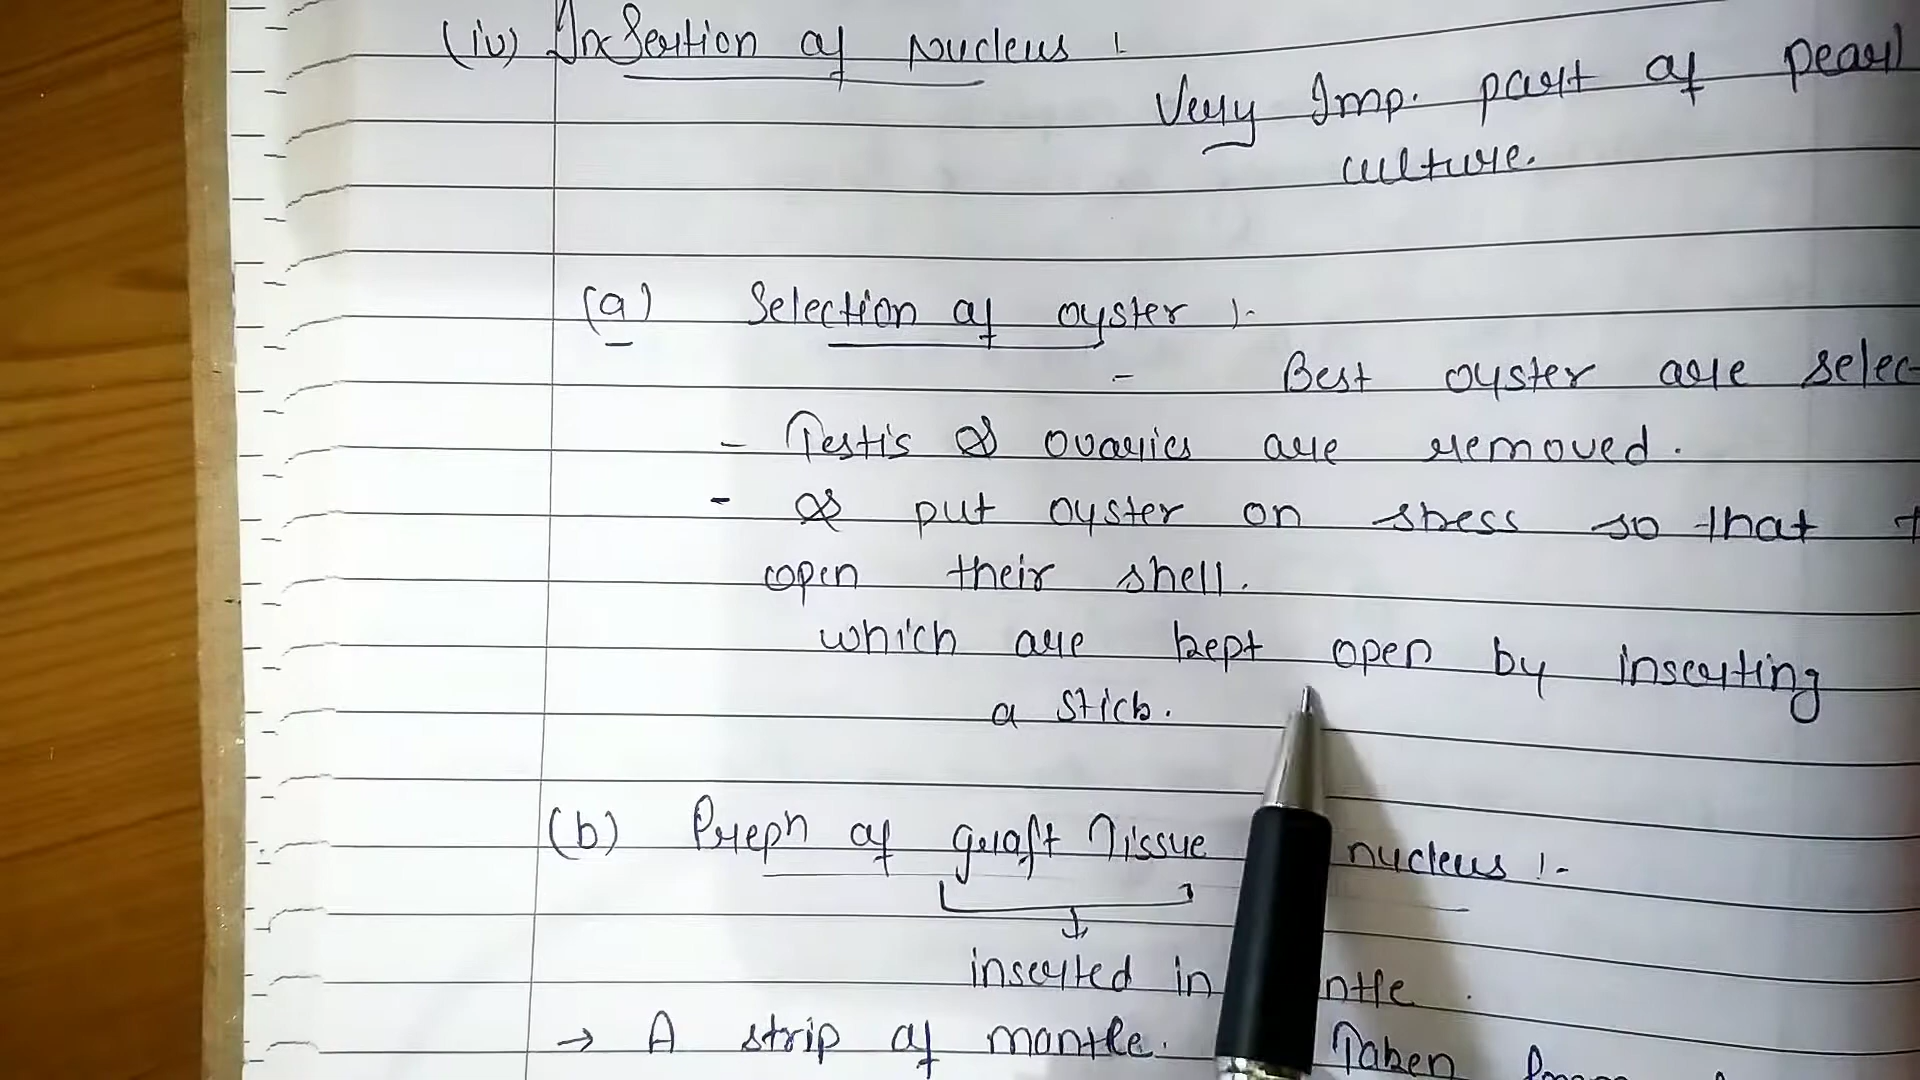 (iv) Insertion of Nucleus :
Very Imp. part of pearl
culture.
(a) Selection of oyster :-
- Best oyster are selec-
- Testis & ovaries are removed.
- & put oyster on stress so that
open their shell.
which are kept open by inserting
a stick.
(b) Prepn of graft Tissue nucleus :-
inserted in
→ A strip of mantle. Taken